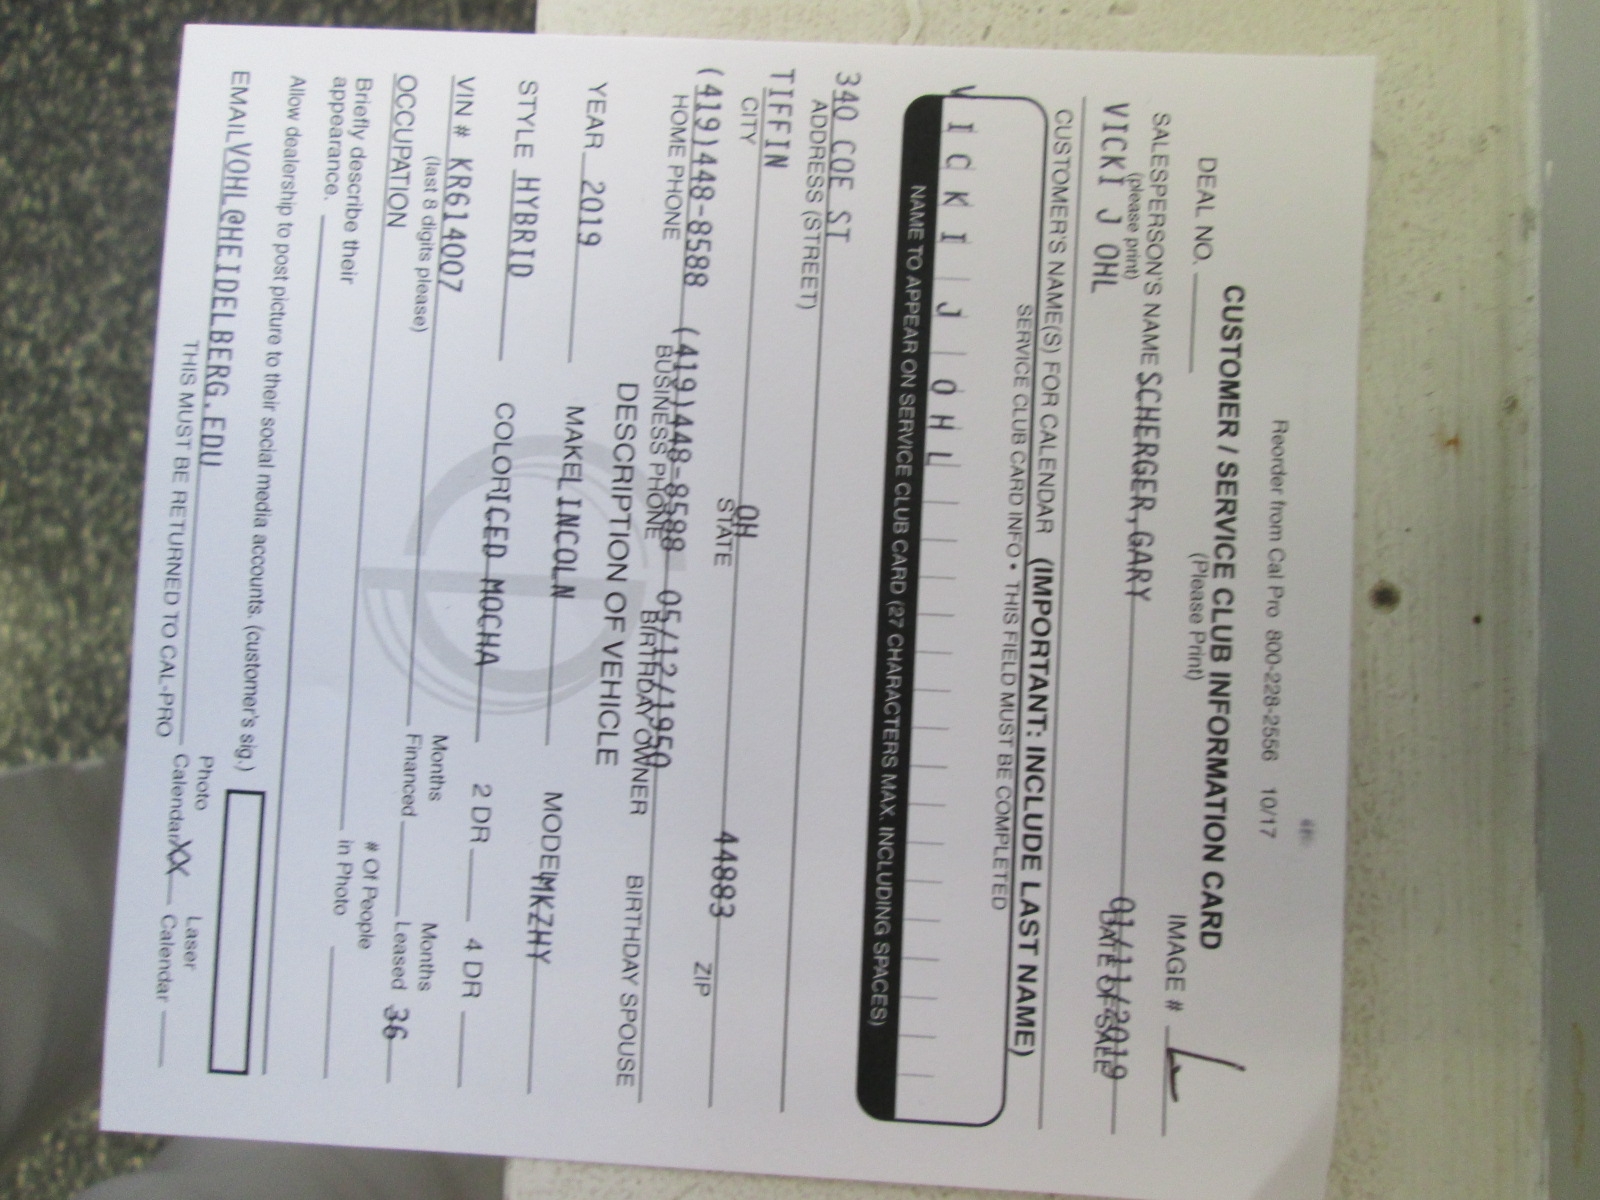 Reorder from Cal Pro 800-228-2556 10/17
CUSTOMER / SERVICE CLUB INFORMATION CARD
(Please Print)
DEAL NO. IMAGE #
SALESPERSON'S NAME SCHERGER,GARY 01/11/2019
(please print) DATE OF SALE
VICKI J OHL
CUSTOMER'S NAME(S) FOR CALENDAR (IMPORTANT: INCLUDE LAST NAME)
SERVICE CLUB CARD INFO • THIS FIELD MUST BE COMPLETED
V I C K I J O H L
NAME TO APPEAR ON SERVICE CLUB CARD (27 CHARACTERS MAX. INCLUDING SPACES)
340 COE ST
ADDRESS (STREET)
TIFFIN OH 44883
CITY STATE ZIP
(419)448-8588 (419)448-8588 05/12/1950
HOME PHONE BUSINESS PHONE BIRTHDAY OWNER BIRTHDAY SPOUSE
DESCRIPTION OF VEHICLE
YEAR 2019 MAKE LINCOLN MODEL MKZHY
STYLE HYBRID COLOR ICED MOCHA 2 DR 4 DR
VIN # KR614007 Months Financed Months Leased 36
(last 8 digits please)
OCCUPATION
Briefly describe their appearance. # Of People in Photo
Allow dealership to post picture to their social media accounts. (customer's sig.)
EMAIL VOHL@HEIDELBERG.EDU Photo Calendar XX Laser Calendar
THIS MUST BE RETURNED TO CAL-PRO